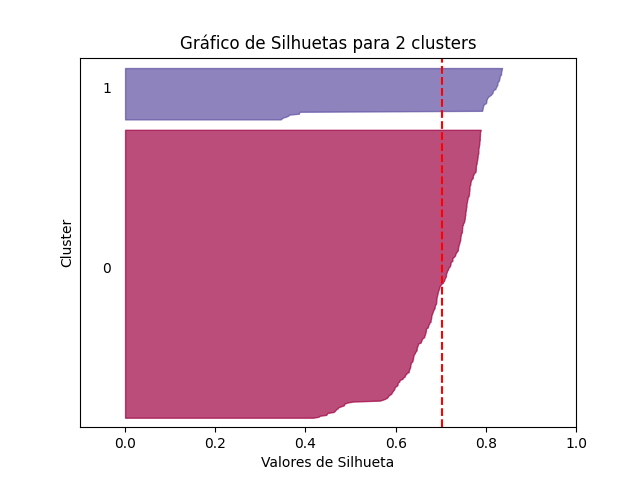 Gráfico de Silhuetas para 2 clusters
1
0
Cluster
0.0 0.2 0.4 0.6 0.8 1.0
Valores de Silhueta